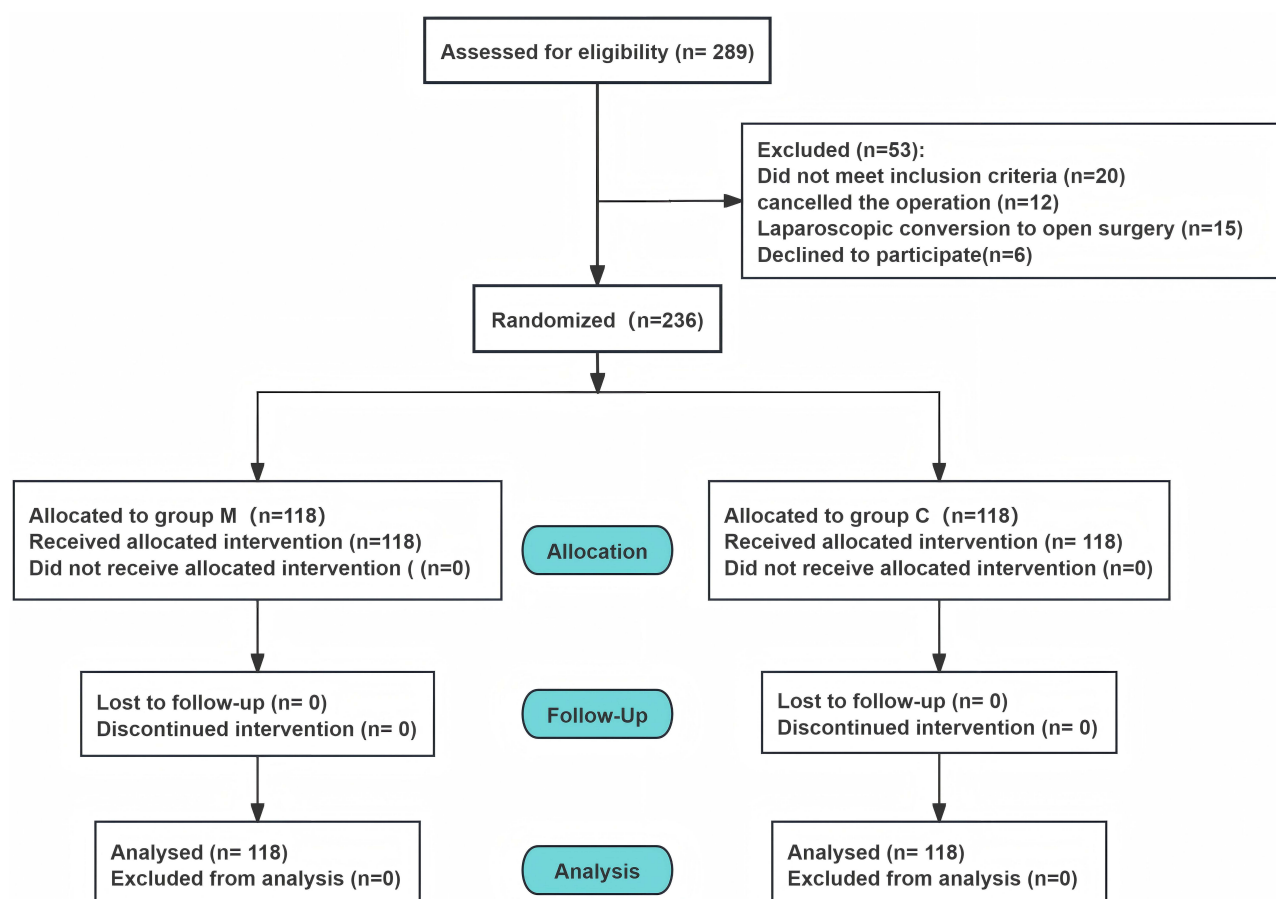 Assessed for eligibility (n= 289)
Excluded (n=53):
Did not meet inclusion criteria (n=20)
cancelled the operation (n=12)
Laparoscopic conversion to open surgery (n=15)
Declined to participate(n=6)
Randomized (n=236)
Allocated to group M (n=118)
Received allocated intervention (n=118)
Did not receive allocated intervention ( (n=0)
Allocation
Allocated to group C (n=118)
Received allocated intervention (n= 118)
Did not receive allocated intervention (n=0)
Lost to follow-up (n= 0)
Discontinued intervention (n= 0)
Follow-Up
Lost to follow-up (n= 0)
Discontinued intervention (n= 0)
Analysed (n= 118)
Excluded from analysis (n=0)
Analysis
Analysed (n= 118)
Excluded from analysis (n=0)